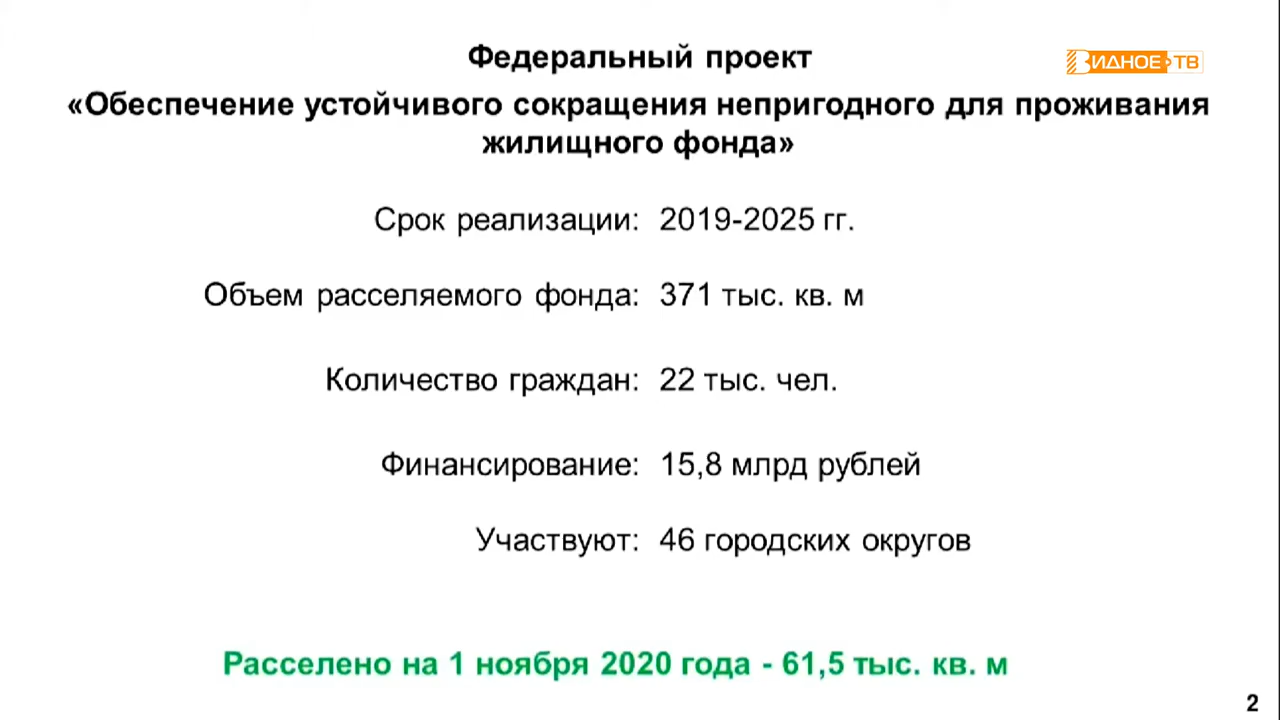 ВИДНОЕ ТВ
Федеральный проект
«Обеспечение устойчивого сокращения непригодного для проживания
жилищного фонда»
Срок реализации: 2019-2025 гг.
Объем расселяемого фонда: 371 тыс. кв. м
Количество граждан: 22 тыс. чел.
Финансирование: 15,8 млрд рублей
Участвуют: 46 городских округов
Расселено на 1 ноября 2020 года - 61,5 тыс. кв. м
2